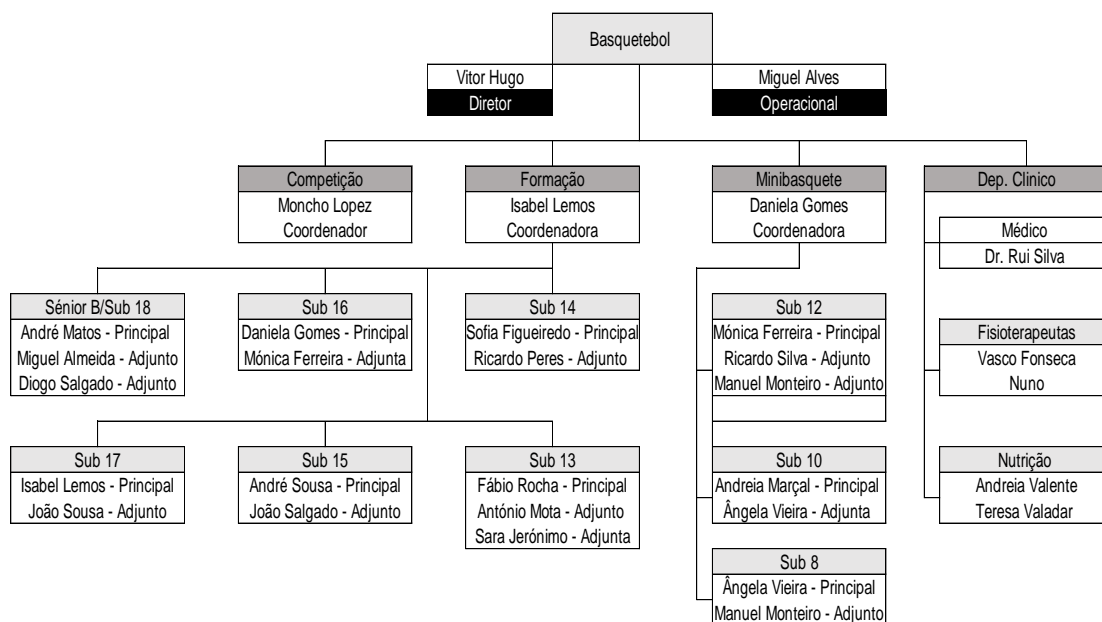 Basquetebol
Vitor Hugo
Diretor
Miguel Alves
Operacional
Competição
Moncho Lopez
Coordenador
Formação
Isabel Lemos
Coordenadora
Minibasquete
Daniela Gomes
Coordenadora
Dep. Clinico
Médico
Dr. Rui Silva
Sénior B/Sub 18
André Matos - Principal
Miguel Almeida - Adjunto
Diogo Salgado - Adjunto
Sub 16
Daniela Gomes - Principal
Mónica Ferreira - Adjunta
Sub 14
Sofia Figueiredo - Principal
Ricardo Peres - Adjunto
Sub 12
Mónica Ferreira - Principal
Ricardo Silva - Adjunto
Manuel Monteiro - Adjunto
Fisioterapeutas
Vasco Fonseca
Nuno
Sub 17
Isabel Lemos - Principal
João Sousa - Adjunto
Sub 15
André Sousa - Principal
João Salgado - Adjunto
Sub 13
Fábio Rocha - Principal
António Mota - Adjunto
Sara Jerónimo - Adjunta
Sub 10
Andreia Marçal - Principal
Ângela Vieira - Adjunta
Nutrição
Andreia Valente
Teresa Valadar
Sub 8
Ângela Vieira - Principal
Manuel Monteiro - Adjunto